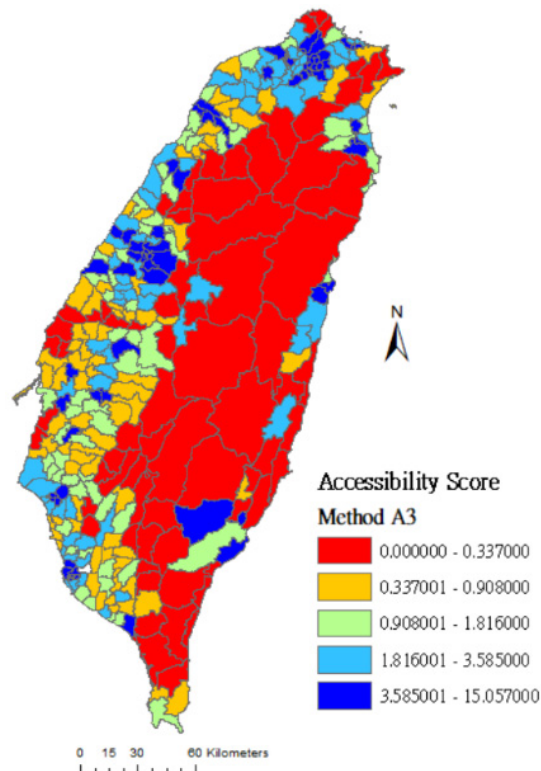 N
Accessibility Score
Method A3
0.000000 - 0.337000
0.337001 - 0.908000
0.908001 - 1.816000
1.816001 - 3.585000
3.585001 - 15.057000
0 15 30 60 Kilometers